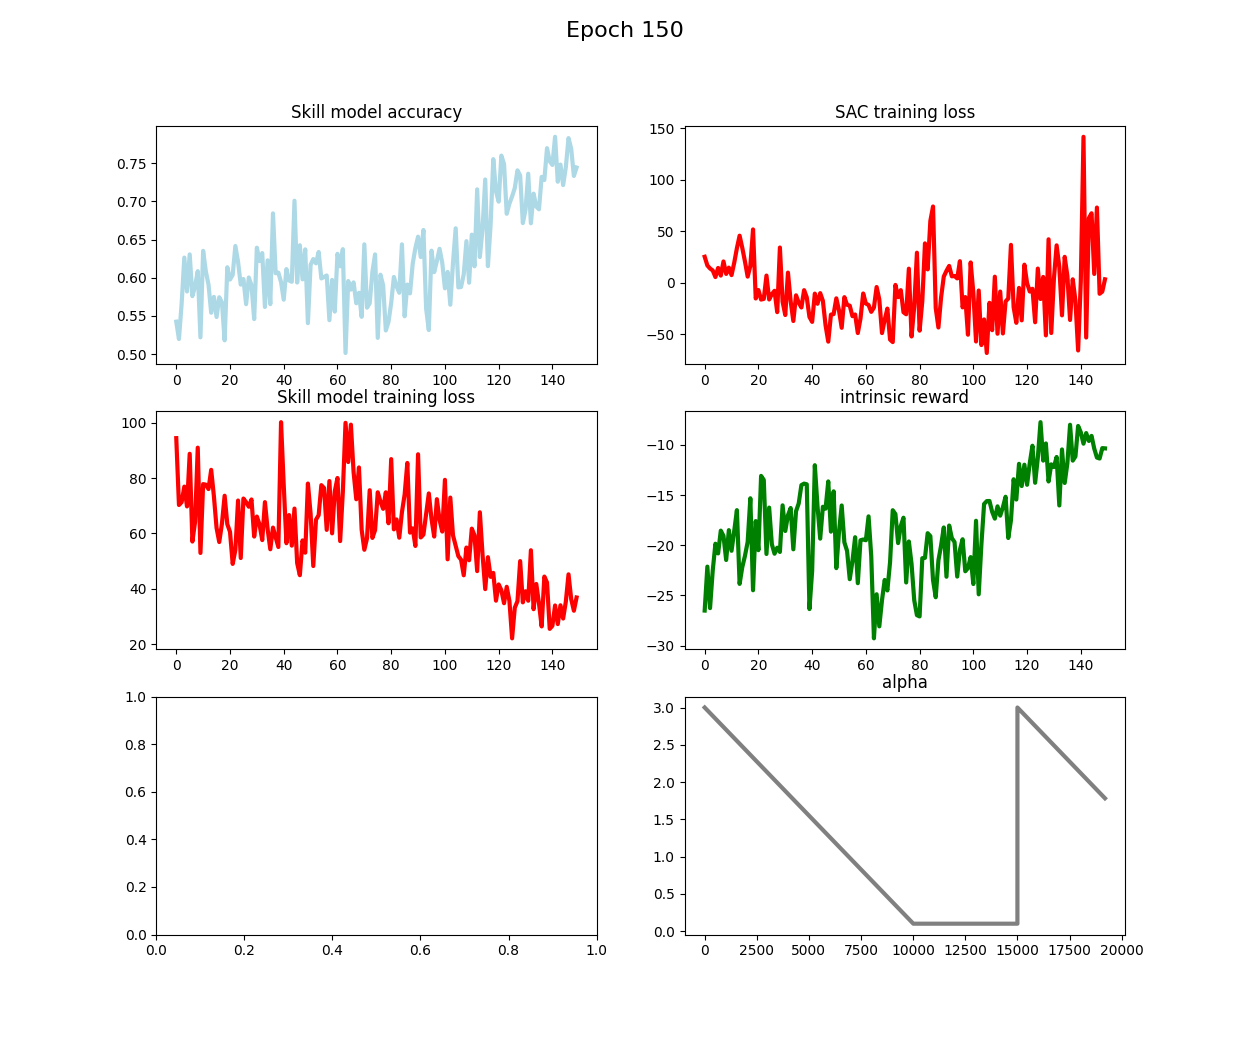 Epoch 150
Skill model accuracy
SAC training loss
0.75
0.70
0.65
0.60
0.55
0.50
0 20 40 60 80 100 120 140
150
100
50
0
−50
0 20 40 60 80 100 120 140
Skill model training loss
intrinsic reward
100
80
60
40
20
0 20 40 60 80 100 120 140
−10
−15
−20
−25
−30
0 20 40 60 80 100 120 140
alpha
1.0
0.8
0.6
0.4
0.2
0.0
0.0 0.2 0.4 0.6 0.8 1.0
3.0
2.5
2.0
1.5
1.0
0.5
0.0
0 2500 5000 7500 10000 12500 15000 17500 20000